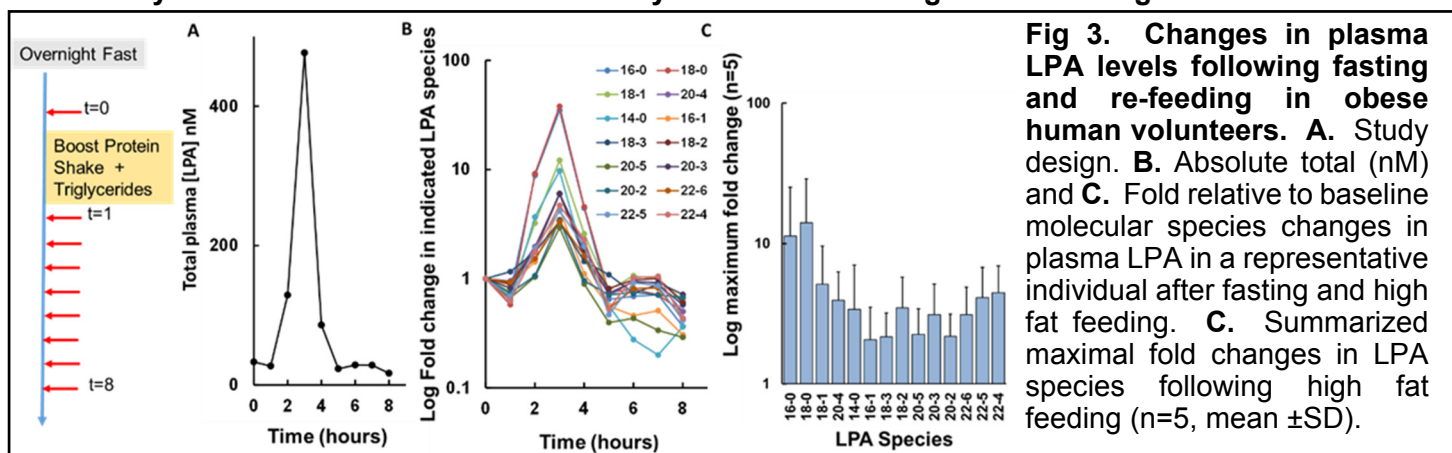 Overnight Fast
t=0
Boost Protein
Shake +
Triglycerides
t=1
t=8
A
Total plasma [LPA] nM
400
200
0
0 2 4 6 8
Time (hours)
B
Log Fold change in indicated LPA species
100
10
1
0.1
16-0 18-0
18-1 20-4
14-0 16-1
18-3 18-2
20-5 20-3
20-2 22-6
22-5 22-4
0 2 4 6 8
Time (hours)
C
Log maximum fold change (n=5)
100
10
1
16-0 18-0 18-1 20-4 14-0 16-1 18-3 18-2 20-5 20-3 20-2 22-6 22-5 22-4
LPA Species
Fig 3. Changes in plasma
LPA levels following fasting
and re-feeding in obese
human volunteers. A. Study
design. B. Absolute total (nM)
and C. Fold relative to baseline
molecular species changes in
plasma LPA in a representative
individual after fasting and high
fat feeding. C. Summarized
maximal fold changes in LPA
species following high fat
feeding (n=5, mean ±SD).